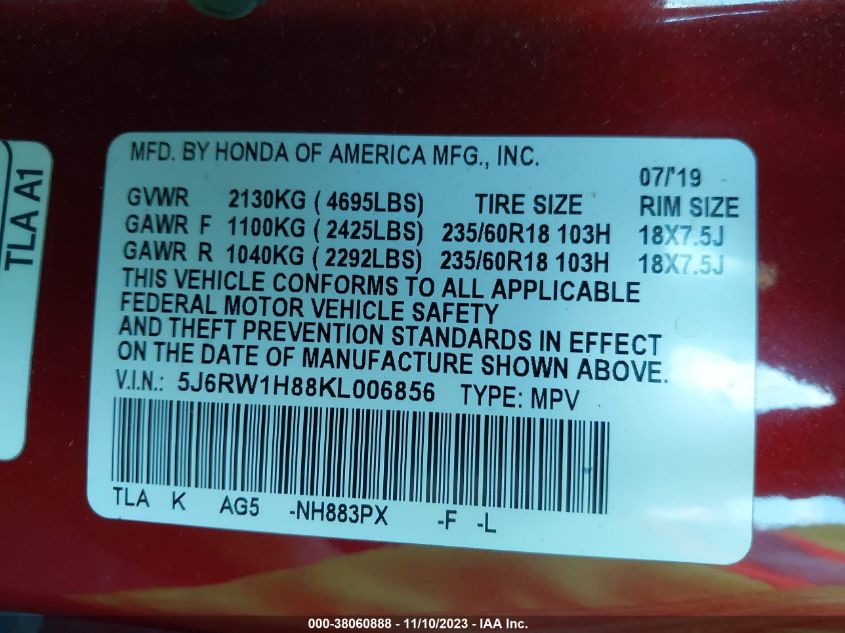 MFD. BY HONDA OF AMERICA MFG., INC.
07/'19
GVWR 2130KG ( 4695LBS) TIRE SIZE RIM SIZE
GAWR F 1100KG ( 2425LBS) 235/60R18 103H 18X7.5J
GAWR R 1040KG ( 2292LBS) 235/60R18 103H 18X7.5J
THIS VEHICLE CONFORMS TO ALL APPLICABLE
FEDERAL MOTOR VEHICLE SAFETY
AND THEFT PREVENTION STANDARDS IN EFFECT
ON THE DATE OF MANUFACTURE SHOWN ABOVE.
V.I.N.: 5J6RW1H88KL006856 TYPE: MPV
TLA K AG5 -NH883PX -F -L
TLA A1
000-38060888 - 11/10/2023 - IAA Inc.